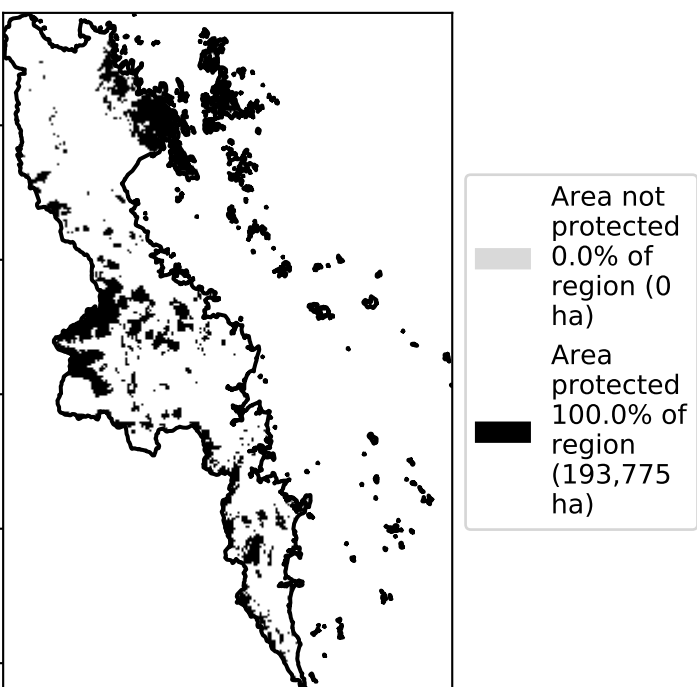 Area not
protected
0.0% of
region (0
ha)
Area
protected
100.0% of
region
(193,775
ha)